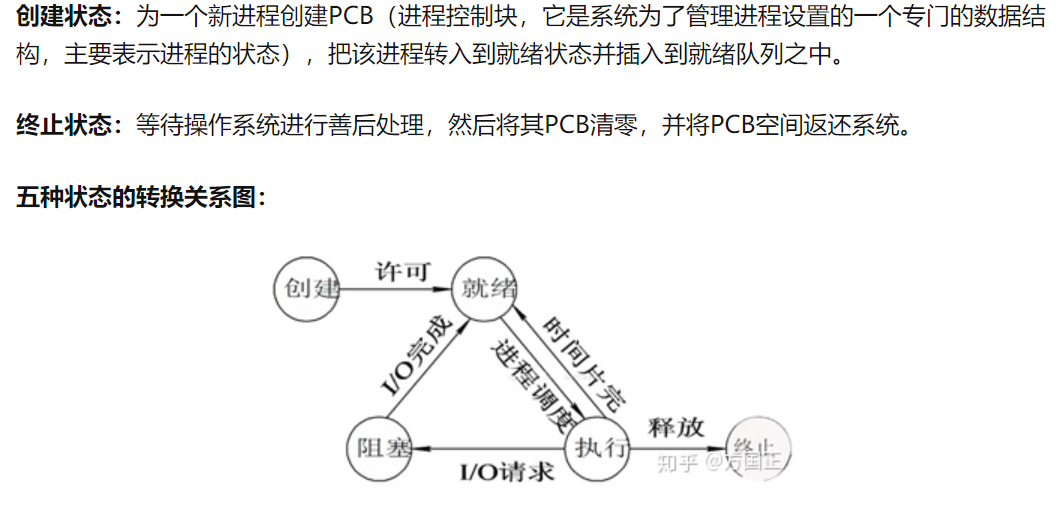 创建状态：为一个新进程创建PCB（进程控制块，它是系统为了管理进程设置的一个专门的数据结
构，主要表示进程的状态），把该进程转入到就绪状态并插入到就绪队列之中。
终止状态：等待操作系统进行善后处理，然后将其PCB清零，并将PCB空间返还系统。
五种状态的转换关系图：
创建
许可
就绪
I/O完成
进程调度
时间片完
阻塞
I/O请求
执行
释放
终止
知乎 @万国正